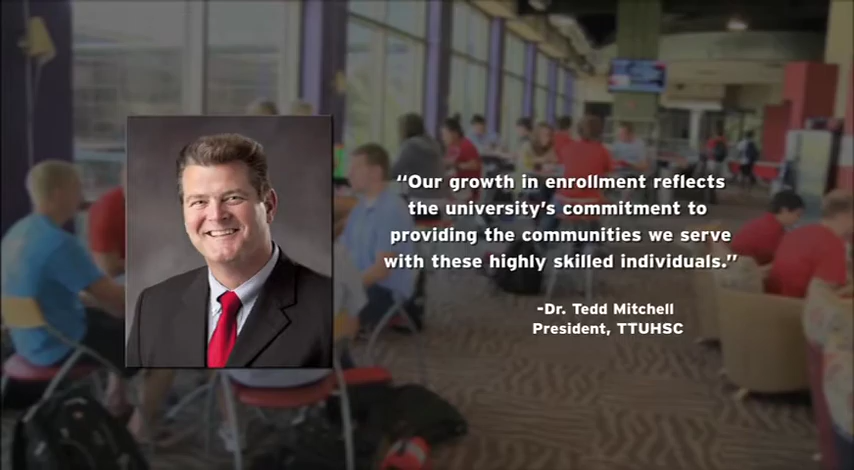 “Our growth in enrollment reflects
the university’s commitment to
providing the communities we serve
with these highly skilled individuals.”
-Dr. Tedd Mitchell
President, TTUHSC